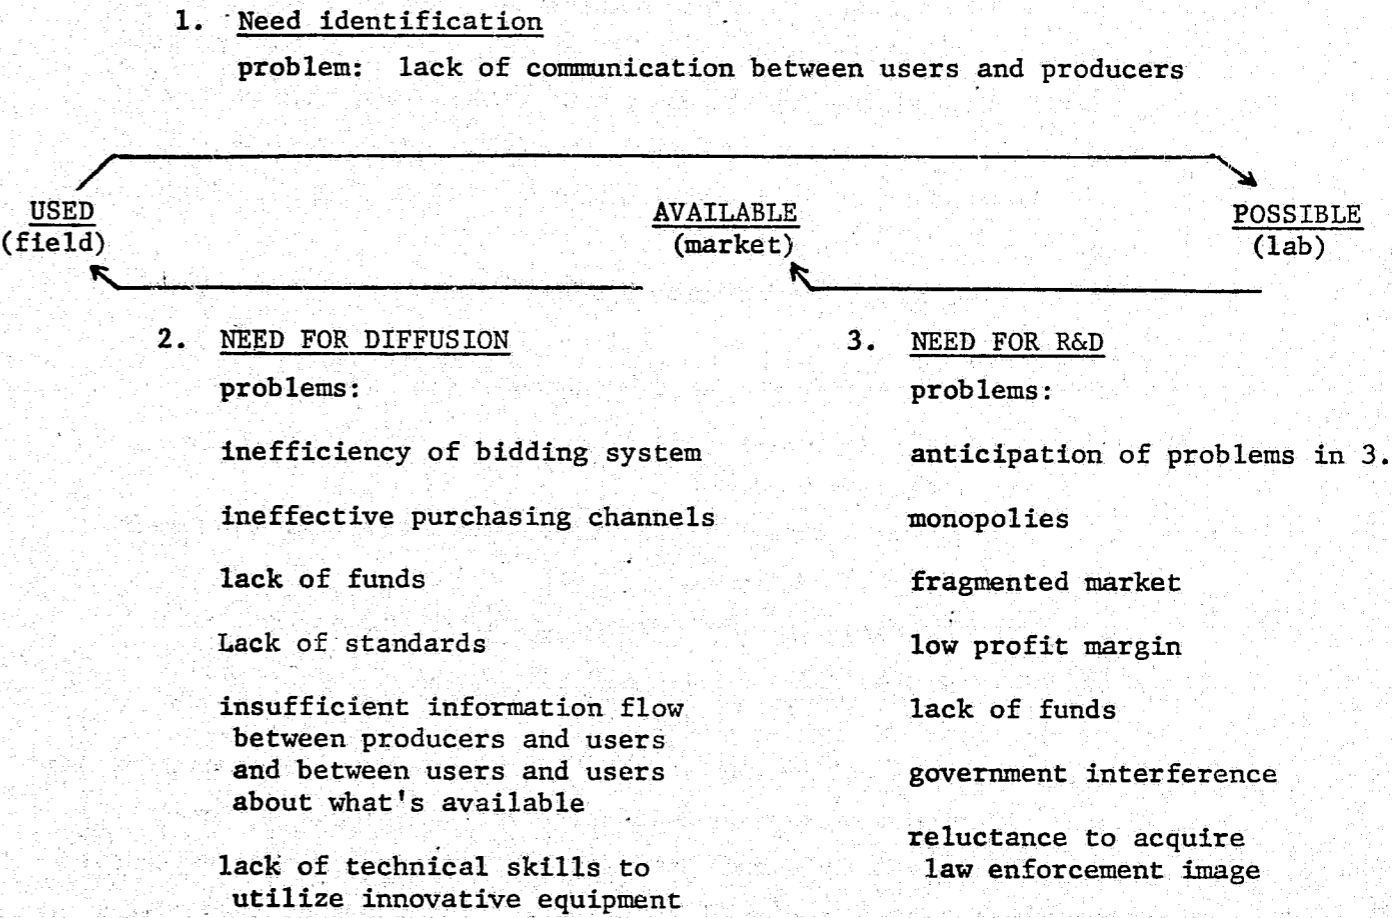 1. Need identification
problem: lack of communication between users and producers
USED
(field)
AVAILABLE
(market)
POSSIBLE
(lab)
2. NEED FOR DIFFUSION
problems:
inefficiency of bidding system
ineffective purchasing channels
lack of funds
Lack of standards
insufficient information flow
between producers and users
and between users and users
about what's available
lack of technical skills to
utilize innovative equipment
3. NEED FOR R&D
problems:
anticipation of problems in 3.
monopolies
fragmented market
low profit margin
lack of funds
government interference
reluctance to acquire
law enforcement image